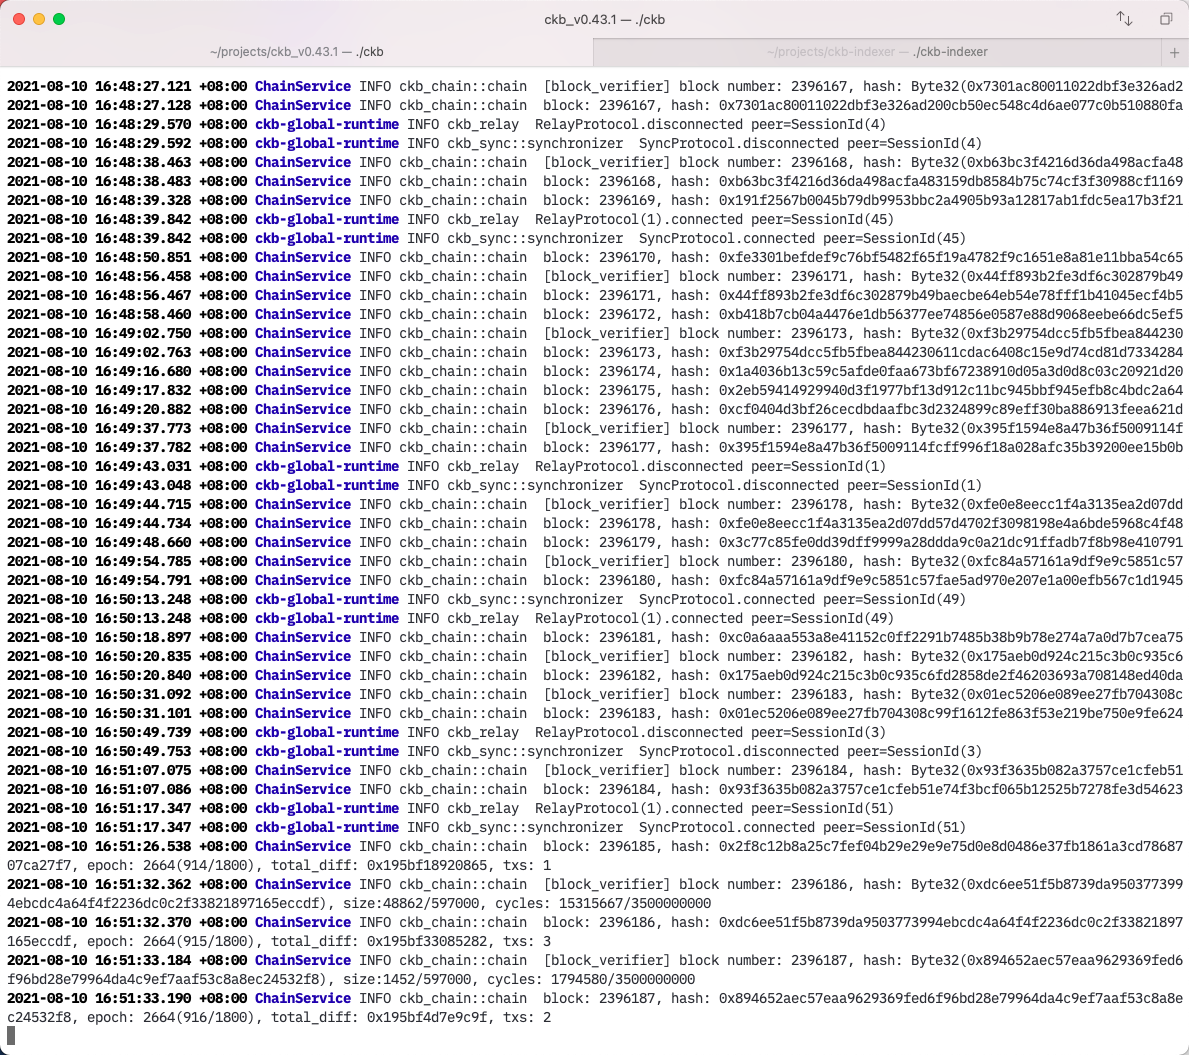 ckb_v0.43.1 — ./ckb
~/projects/ckb_v0.43.1 — ./ckb
~/projects/ckb-indexer — ./ckb-indexer
+
2021-08-10 16:48:27.121 +08:00 ChainService INFO ckb_chain::chain  [block_verifier] block number: 2396167, hash: Byte32(0x7301ac80011022dbf3e326ad2
2021-08-10 16:48:27.128 +08:00 ChainService INFO ckb_chain::chain  block: 2396167, hash: 0x7301ac80011022dbf3e326ad200cb50ec548c4d6ae077c0b510880fa
2021-08-10 16:48:29.570 +08:00 ckb-global-runtime INFO ckb_relay  RelayProtocol.disconnected peer=SessionId(4)
2021-08-10 16:48:29.592 +08:00 ckb-global-runtime INFO ckb_sync::synchronizer  SyncProtocol.disconnected peer=SessionId(4)
2021-08-10 16:48:38.463 +08:00 ChainService INFO ckb_chain::chain  [block_verifier] block number: 2396168, hash: Byte32(0xb63bc3f4216d36da498acfa48
2021-08-10 16:48:38.483 +08:00 ChainService INFO ckb_chain::chain  block: 2396168, hash: 0xb63bc3f4216d36da498acfa483159db8584b75c74cf3f30988cf1169
2021-08-10 16:48:39.328 +08:00 ChainService INFO ckb_chain::chain  block: 2396169, hash: 0x191f2567b0045b79db9953bbc2a4905b93a12817ab1fdc5ea17b3f21
2021-08-10 16:48:39.842 +08:00 ckb-global-runtime INFO ckb_relay  RelayProtocol(1).connected peer=SessionId(45)
2021-08-10 16:48:39.842 +08:00 ckb-global-runtime INFO ckb_sync::synchronizer  SyncProtocol.connected peer=SessionId(45)
2021-08-10 16:48:50.851 +08:00 ChainService INFO ckb_chain::chain  block: 2396170, hash: 0xfe3301befdef9c76bf5482f65f19a4782f9c1651e8a81e11bba54c65
2021-08-10 16:48:56.458 +08:00 ChainService INFO ckb_chain::chain  [block_verifier] block number: 2396171, hash: Byte32(0x44ff893b2fe3df6c302879b49
2021-08-10 16:48:56.467 +08:00 ChainService INFO ckb_chain::chain  block: 2396171, hash: 0x44ff893b2fe3df6c302879b49baecbe64eb54e78fff1b41045ecf4b5
2021-08-10 16:48:58.460 +08:00 ChainService INFO ckb_chain::chain  block: 2396172, hash: 0xb418b7cb04a4476e1db56377ee74856e0587e88d9068eebe66dc5ef5
2021-08-10 16:49:02.750 +08:00 ChainService INFO ckb_chain::chain  [block_verifier] block number: 2396173, hash: Byte32(0xf3b29754dcc5fb5fbea844230
2021-08-10 16:49:02.763 +08:00 ChainService INFO ckb_chain::chain  block: 2396173, hash: 0xf3b29754dcc5fb5fbea844230611cdac6408c15e9d74cd81d7334284
2021-08-10 16:49:16.680 +08:00 ChainService INFO ckb_chain::chain  block: 2396174, hash: 0x1a4036b13c59c5afde0faa673bf67238910d05a3d0d8c03c20921d20
2021-08-10 16:49:17.832 +08:00 ChainService INFO ckb_chain::chain  block: 2396175, hash: 0x2eb59414929940d3f1977bf13d912c11bc945bbf945efb8c4bdc2a64
2021-08-10 16:49:20.882 +08:00 ChainService INFO ckb_chain::chain  block: 2396176, hash: 0xcf0404d3bf26cecdbdaafbc3d2324899c89eff30ba886913feea621d
2021-08-10 16:49:37.773 +08:00 ChainService INFO ckb_chain::chain  [block_verifier] block number: 2396177, hash: Byte32(0x395f1594e8a47b36f5009114f
2021-08-10 16:49:37.782 +08:00 ChainService INFO ckb_chain::chain  block: 2396177, hash: 0x395f1594e8a47b36f5009114fcff996f18a028afc35b39200ee15b0b
2021-08-10 16:49:43.031 +08:00 ckb-global-runtime INFO ckb_relay  RelayProtocol.disconnected peer=SessionId(1)
2021-08-10 16:49:43.048 +08:00 ckb-global-runtime INFO ckb_sync::synchronizer  SyncProtocol.disconnected peer=SessionId(1)
2021-08-10 16:49:44.715 +08:00 ChainService INFO ckb_chain::chain  [block_verifier] block number: 2396178, hash: Byte32(0xfe0e8eecc1f4a3135ea2d07dd
2021-08-10 16:49:44.734 +08:00 ChainService INFO ckb_chain::chain  block: 2396178, hash: 0xfe0e8eecc1f4a3135ea2d07dd57d4702f3098198e4a6bde5968c4f48
2021-08-10 16:49:48.660 +08:00 ChainService INFO ckb_chain::chain  block: 2396179, hash: 0x3c77c85fe0dd39dff9999a28ddda9c0a21dc91ffadb7f8b98e410791
2021-08-10 16:49:54.785 +08:00 ChainService INFO ckb_chain::chain  [block_verifier] block number: 2396180, hash: Byte32(0xfc84a57161a9df9e9c5851c57
2021-08-10 16:49:54.791 +08:00 ChainService INFO ckb_chain::chain  block: 2396180, hash: 0xfc84a57161a9df9e9c5851c57fae5ad970e207e1a00efb567c1d1945
2021-08-10 16:50:13.248 +08:00 ckb-global-runtime INFO ckb_sync::synchronizer  SyncProtocol.connected peer=SessionId(49)
2021-08-10 16:50:13.248 +08:00 ckb-global-runtime INFO ckb_relay  RelayProtocol(1).connected peer=SessionId(49)
2021-08-10 16:50:18.897 +08:00 ChainService INFO ckb_chain::chain  block: 2396181, hash: 0xc0a6aaa553a8e41152c0ff2291b7485b38b9b78e274a7a0d7b7cea75
2021-08-10 16:50:20.835 +08:00 ChainService INFO ckb_chain::chain  [block_verifier] block number: 2396182, hash: Byte32(0x175aeb0d924c215c3b0c935c6
2021-08-10 16:50:20.840 +08:00 ChainService INFO ckb_chain::chain  block: 2396182, hash: 0x175aeb0d924c215c3b0c935c6fd2858de2f46203693a708148ed40da
2021-08-10 16:50:31.092 +08:00 ChainService INFO ckb_chain::chain  [block_verifier] block number: 2396183, hash: Byte32(0x01ec5206e089ee27fb704308c
2021-08-10 16:50:31.101 +08:00 ChainService INFO ckb_chain::chain  block: 2396183, hash: 0x01ec5206e089ee27fb704308c99f1612fe863f53e219be750e9fe624
2021-08-10 16:50:49.739 +08:00 ckb-global-runtime INFO ckb_relay  RelayProtocol.disconnected peer=SessionId(3)
2021-08-10 16:50:49.753 +08:00 ckb-global-runtime INFO ckb_sync::synchronizer  SyncProtocol.disconnected peer=SessionId(3)
2021-08-10 16:51:07.075 +08:00 ChainService INFO ckb_chain::chain  [block_verifier] block number: 2396184, hash: Byte32(0x93f3635b082a3757ce1cfeb51
2021-08-10 16:51:07.086 +08:00 ChainService INFO ckb_chain::chain  block: 2396184, hash: 0x93f3635b082a3757ce1cfeb51e74f3bcf065b12525b7278fe3d54623
2021-08-10 16:51:17.347 +08:00 ckb-global-runtime INFO ckb_relay  RelayProtocol(1).connected peer=SessionId(51)
2021-08-10 16:51:17.347 +08:00 ckb-global-runtime INFO ckb_sync::synchronizer  SyncProtocol.connected peer=SessionId(51)
2021-08-10 16:51:26.538 +08:00 ChainService INFO ckb_chain::chain  block: 2396185, hash: 0x2f8c12b8a25c7fef04b29e29e9e75d0e8d0486e37fb1861a3cd78687
07ca27f7, epoch: 2664(914/1800), total_diff: 0x195bf18920865, txs: 1
2021-08-10 16:51:32.362 +08:00 ChainService INFO ckb_chain::chain  [block_verifier] block number: 2396186, hash: Byte32(0xdc6ee51f5b8739da950377399
4ebcdc4a64f4f2236dc0c2f33821897165eccdf), size:48862/597000, cycles: 15315667/3500000000
2021-08-10 16:51:32.370 +08:00 ChainService INFO ckb_chain::chain  block: 2396186, hash: 0xdc6ee51f5b8739da9503773994ebcdc4a64f4f2236dc0c2f33821897
165eccdf, epoch: 2664(915/1800), total_diff: 0x195bf33085282, txs: 3
2021-08-10 16:51:33.184 +08:00 ChainService INFO ckb_chain::chain  [block_verifier] block number: 2396187, hash: Byte32(0x894652aec57eaa9629369fed6
f96bd28e79964da4c9ef7aaf53c8a8ec24532f8), size:1452/597000, cycles: 1794580/3500000000
2021-08-10 16:51:33.190 +08:00 ChainService INFO ckb_chain::chain  block: 2396187, hash: 0x894652aec57eaa9629369fed6f96bd28e79964da4c9ef7aaf53c8a8e
c24532f8, epoch: 2664(916/1800), total_diff: 0x195bf4d7e9c9f, txs: 2